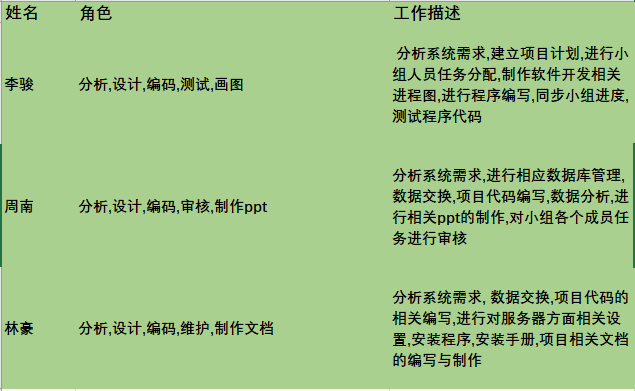 姓名 角色 工作描述
李骏 分析,设计,编码,测试,画图
分析系统需求,建立项目计划,进行小
组人员任务分配,制作软件开发相关
进程图,进行程序编写,同步小组进度,
测试程序代码
周南 分析,设计,编码,审核,制作ppt
分析系统需求,进行相应数据库管理,
数据交换,项目代码编写,数据分析,进
行相关ppt的制作,对小组各个成员任
务进行审核
林豪 分析,设计,编码,维护,制作文档
分析系统需求, 数据交换,项目代码的
相关编写,进行对服务器方面相关设
置,安装程序,安装手册,项目相关文档
的编写与制作